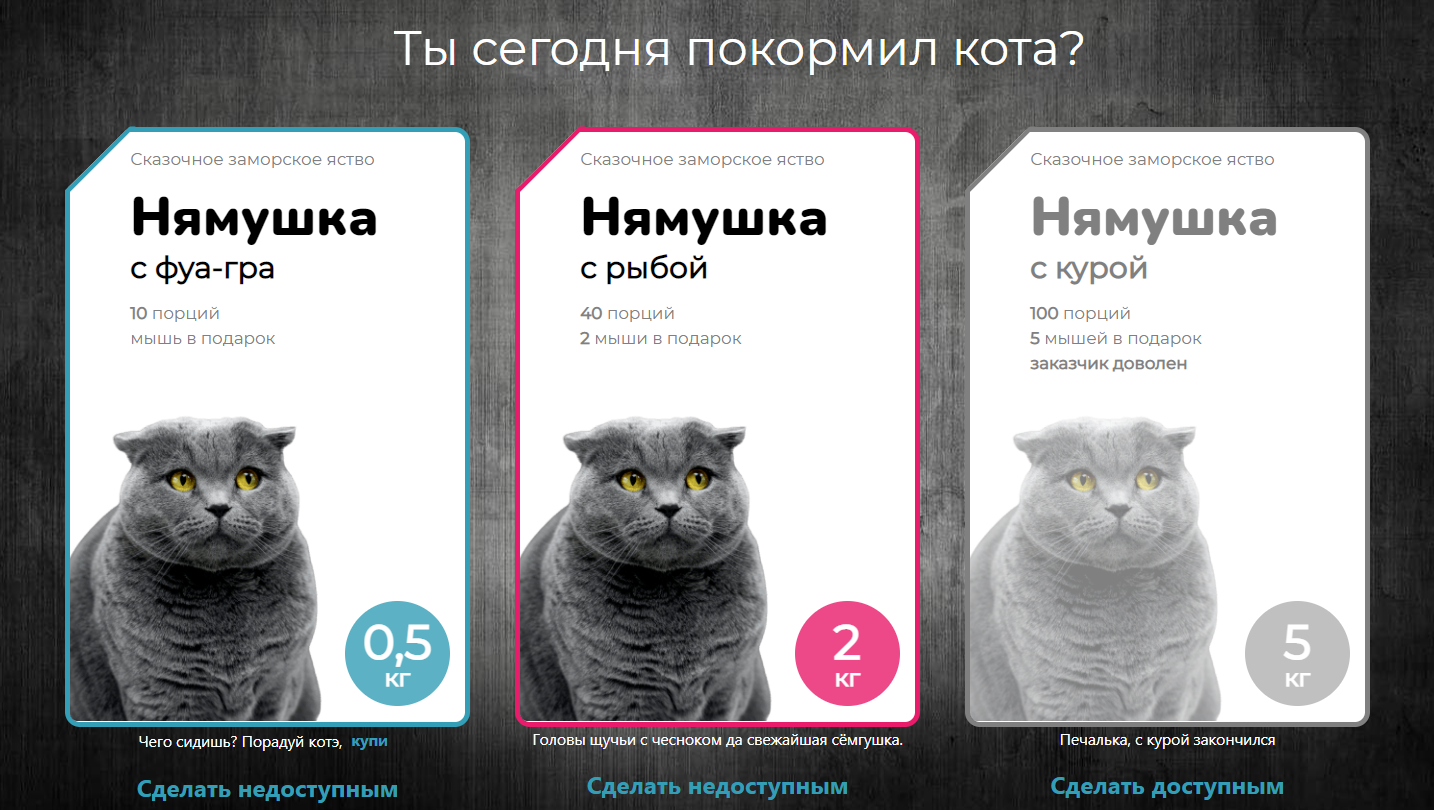 Ты сегодня покормил кота?
Сказочное заморское яство
Нямушка
с фуа-гра
10 порций
мышь в подарок
0,5
кг
Чего сидишь? Порадуй котэ, купи
Сделать недоступным
Сказочное заморское яство
Нямушка
с рыбой
40 порций
2 мыши в подарок
2
кг
Головы щучьи с чесноком да свежайшая сёмгушка.
Сделать недоступным
Сказочное заморское яство
Нямушка
с курой
100 порций
5 мышей в подарок
заказчик доволен
5
кг
Печалька, с курой закончился
Сделать доступным